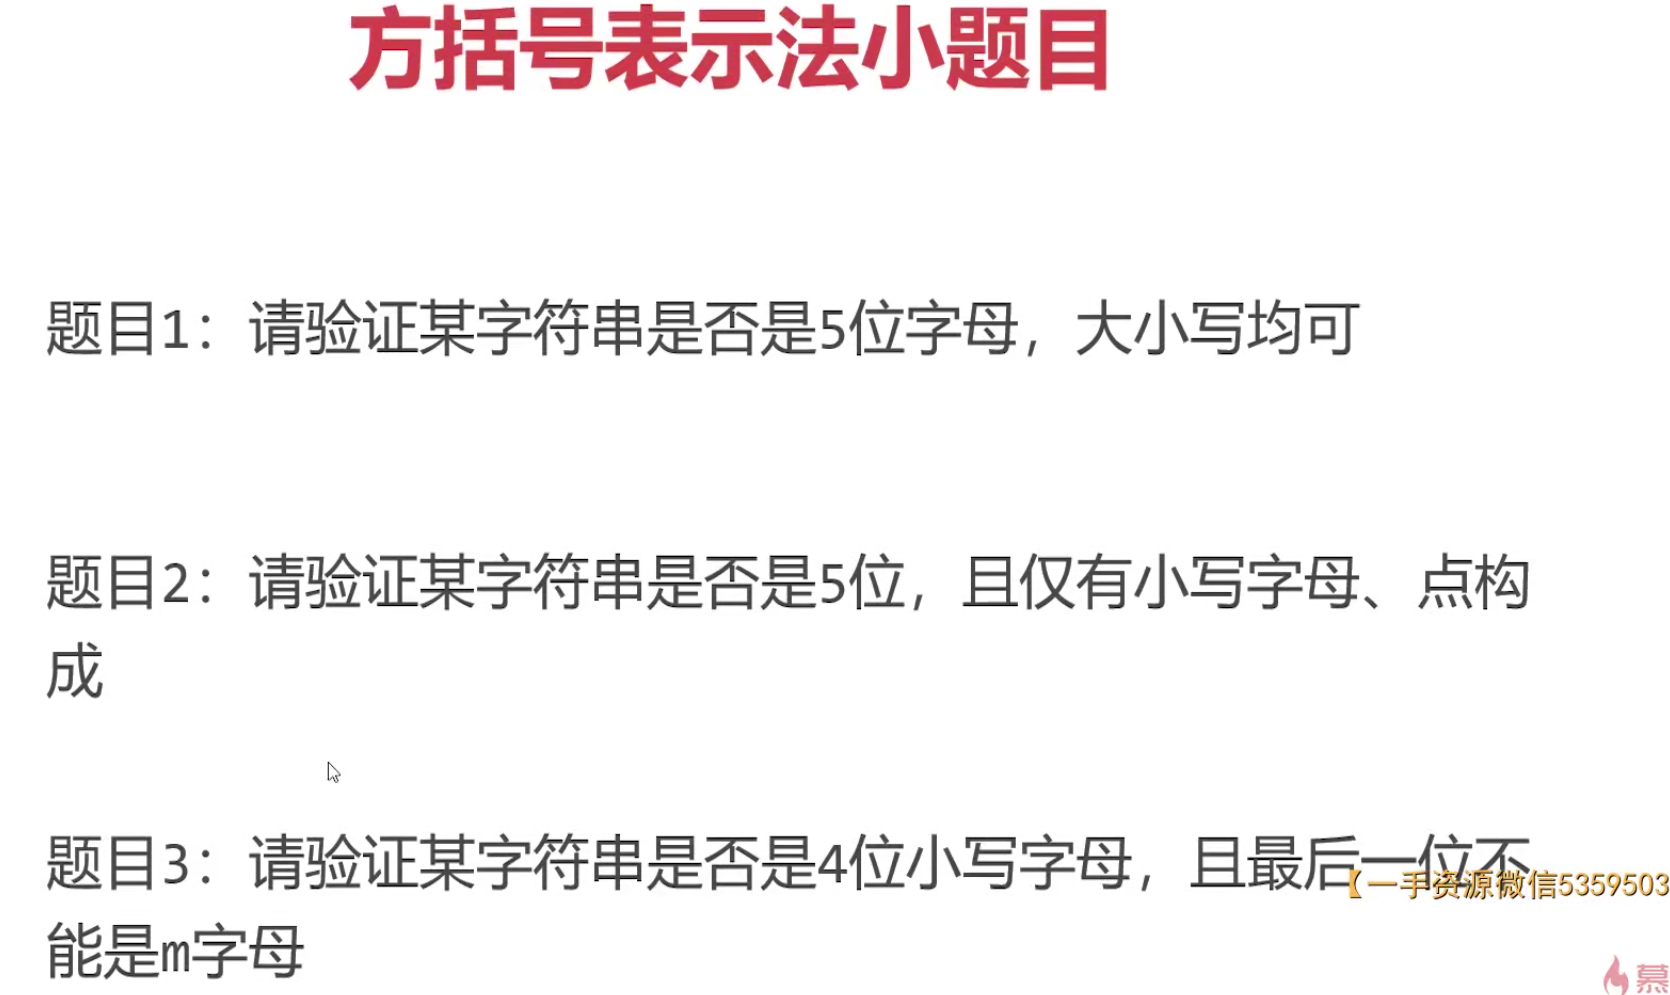 方括号表示法小题目
题目1：请验证某字符串是否是5位字母，大小写均可
题目2：请验证某字符串是否是5位，且仅有小写字母、点构
成
题目3：请验证某字符串是否是4位小写字母，且最后一位不
【一手资源微信5359503
能是m字母
慕